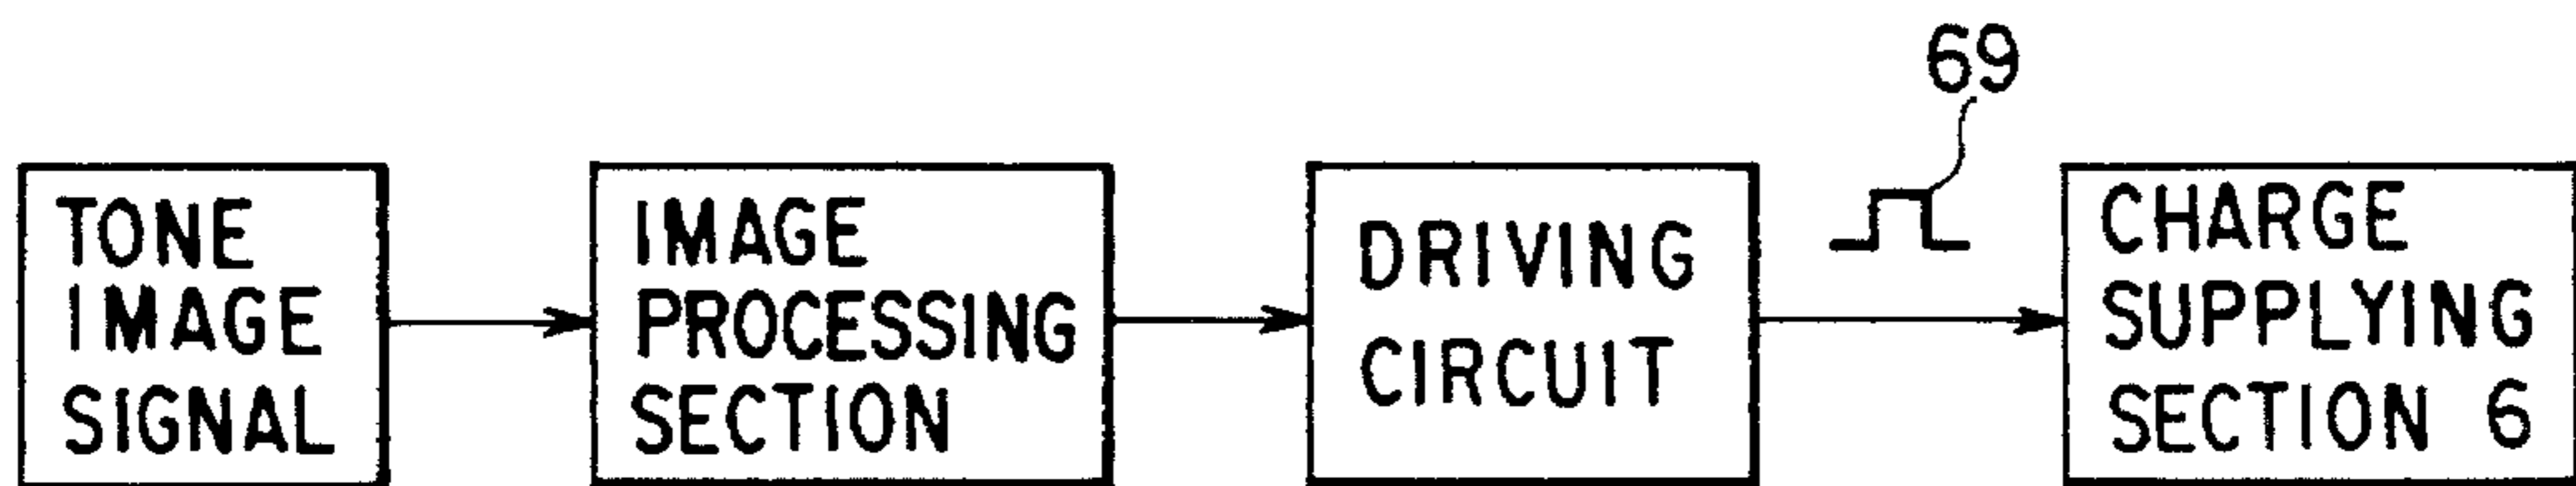 69
TONE
IMAGE
SIGNAL
IMAGE
PROCESSING
SECTION
DRIVING
CIRCUIT
CHARGE
SUPPLYING
SECTION 6